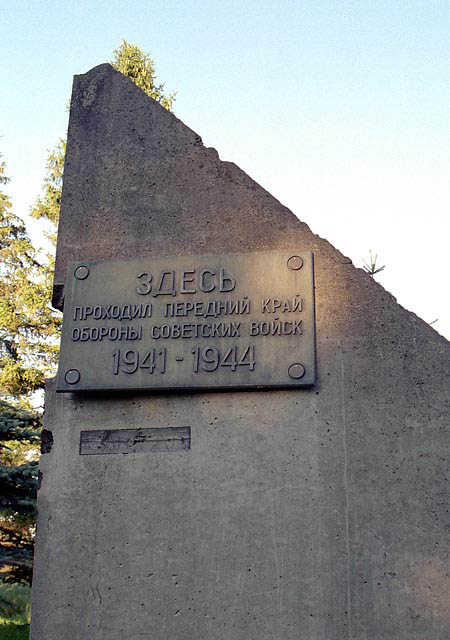 ЗДЕСЬ
ПРОХОДИЛ ПЕРЕДНИЙ КРАЙ
ОБОРОНЫ СОВЕТСКИХ ВОЙСК
1941 - 1944